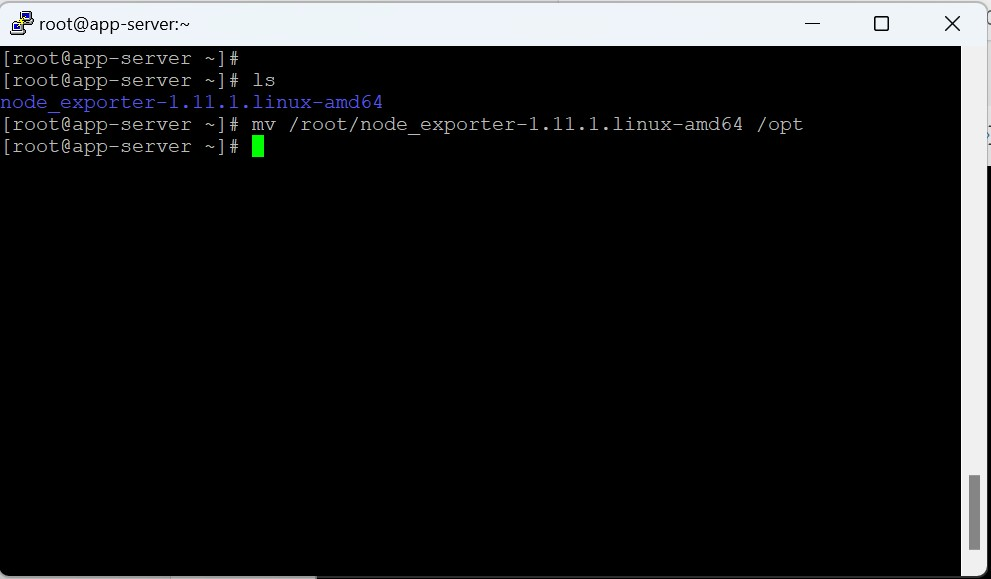 root@app-server:~
[root@app-server ~]#
[root@app-server ~]# ls
node_exporter-1.11.1.linux-amd64
[root@app-server ~]# mv /root/node_exporter-1.11.1.linux-amd64 /opt
[root@app-server ~]#